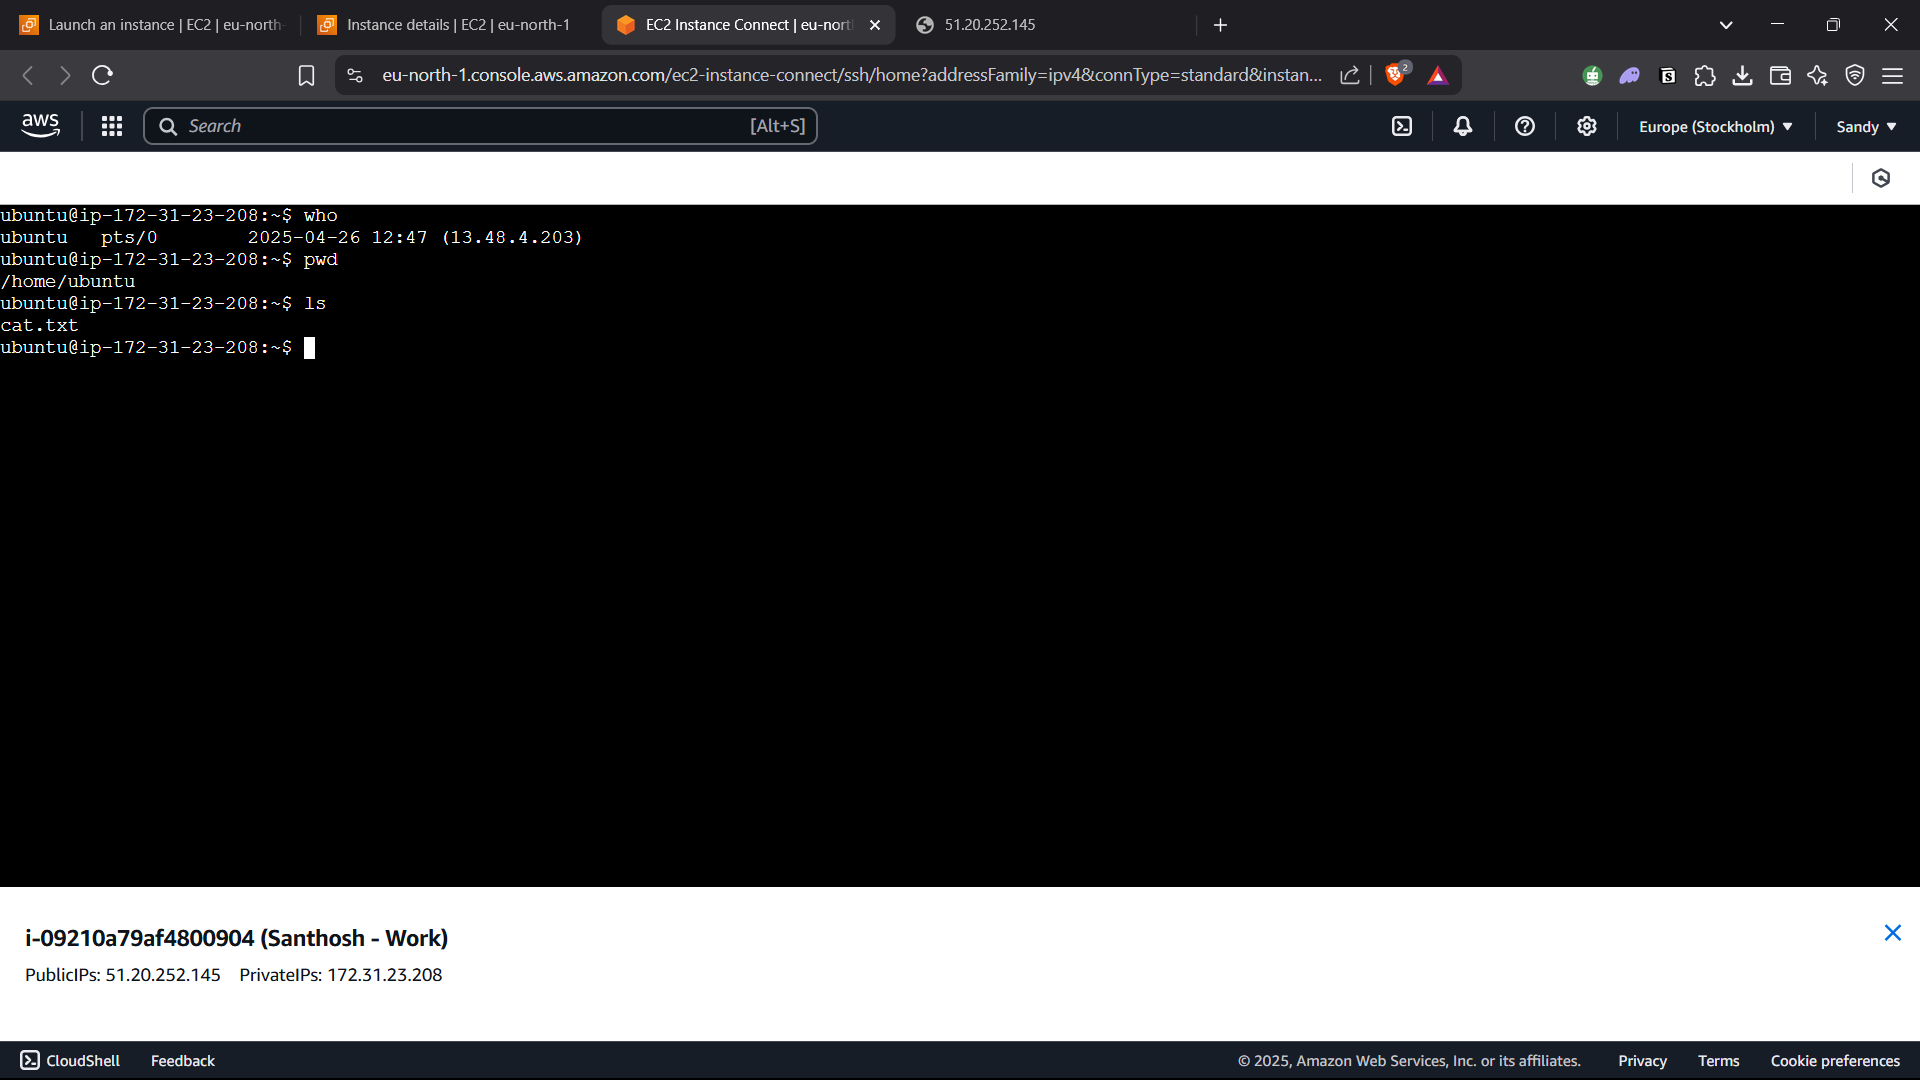 Launch an instance | EC2 | eu-north-
Instance details | EC2 | eu-north-1
EC2 Instance Connect | eu-nort
51.20.252.145
eu-north-1.console.aws.amazon.com/ec2-instance-connect/ssh/home?addressFamily=ipv4&connType=standard&instan...
2
aws
Search
[Alt+S]
Europe (Stockholm)
Sandy
ubuntu@ip-172-31-23-208:~$ who
ubuntu pts/0 2025-04-26 12:47 (13.48.4.203)
ubuntu@ip-172-31-23-208:~$ pwd
/home/ubuntu
ubuntu@ip-172-31-23-208:~$ ls
cat.txt
ubuntu@ip-172-31-23-208:~$
i-09210a79af4800904 (Santhosh - Work)
PublicIPs: 51.20.252.145 PrivateIPs: 172.31.23.208
CloudShell
Feedback
© 2025, Amazon Web Services, Inc. or its affiliates.
Privacy
Terms
Cookie preferences